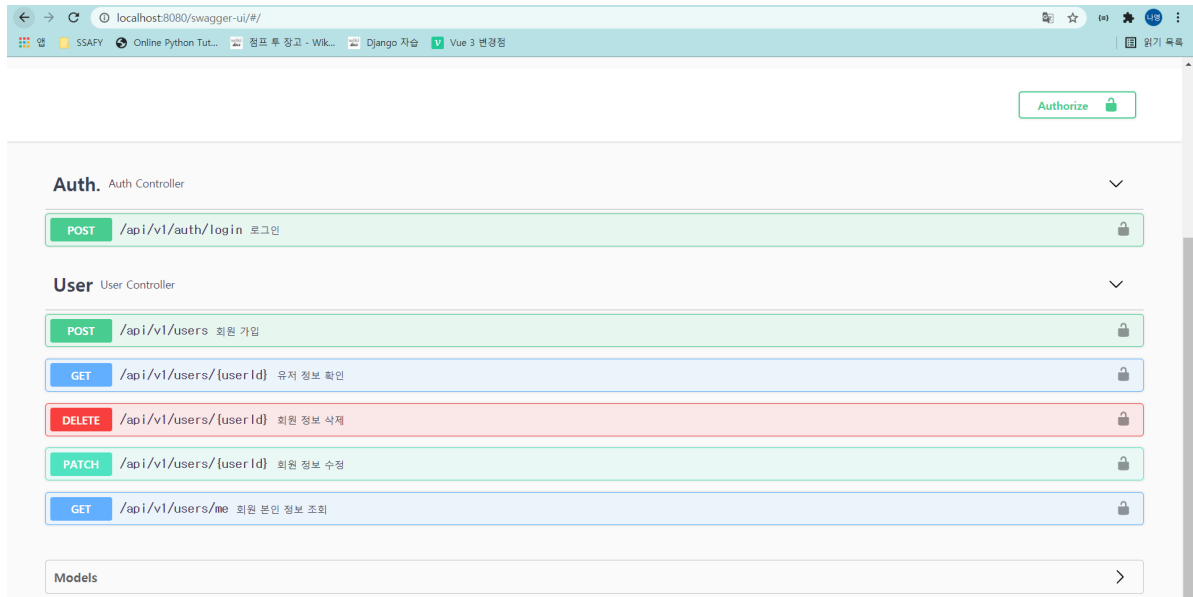 localhost:8080/swagger-ui/#/
나영
앱 SSAFY Online Python Tut... 점프 투 장고 - Wik... Django 자습 V Vue 3 변경점 읽기 목록
Authorize
Auth. Auth Controller
POST /api/v1/auth/login 로그인
User User Controller
POST /api/v1/users 회원 가입
GET /api/v1/users/{userId} 유저 정보 확인
DELETE /api/v1/users/{userId} 회원 정보 삭제
PATCH /api/v1/users/{userId} 회원 정보 수정
GET /api/v1/users/me 회원 본인 정보 조회
Models